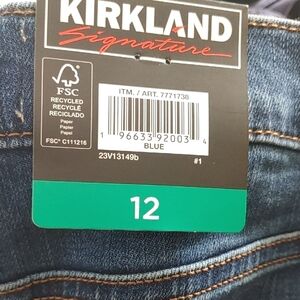 KIRKLAND
Signature
FSC
RECYCLED
RECYCLÉ
RECICLADO
Paper
Papier
Papel
FSC® C111216
ITM. / ART. 7771738
1 96633 92003 4
BLUE
23V13149b #1
12